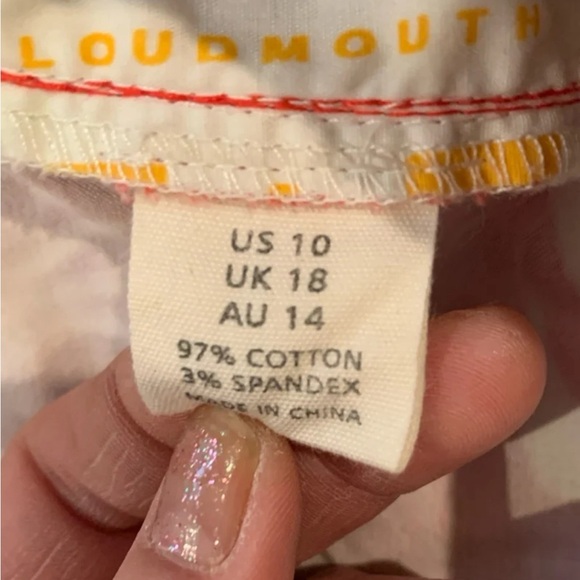 LOUDMOUTH
US 10
UK 18
AU 14
97% COTTON
3% SPANDEX
MADE IN CHINA